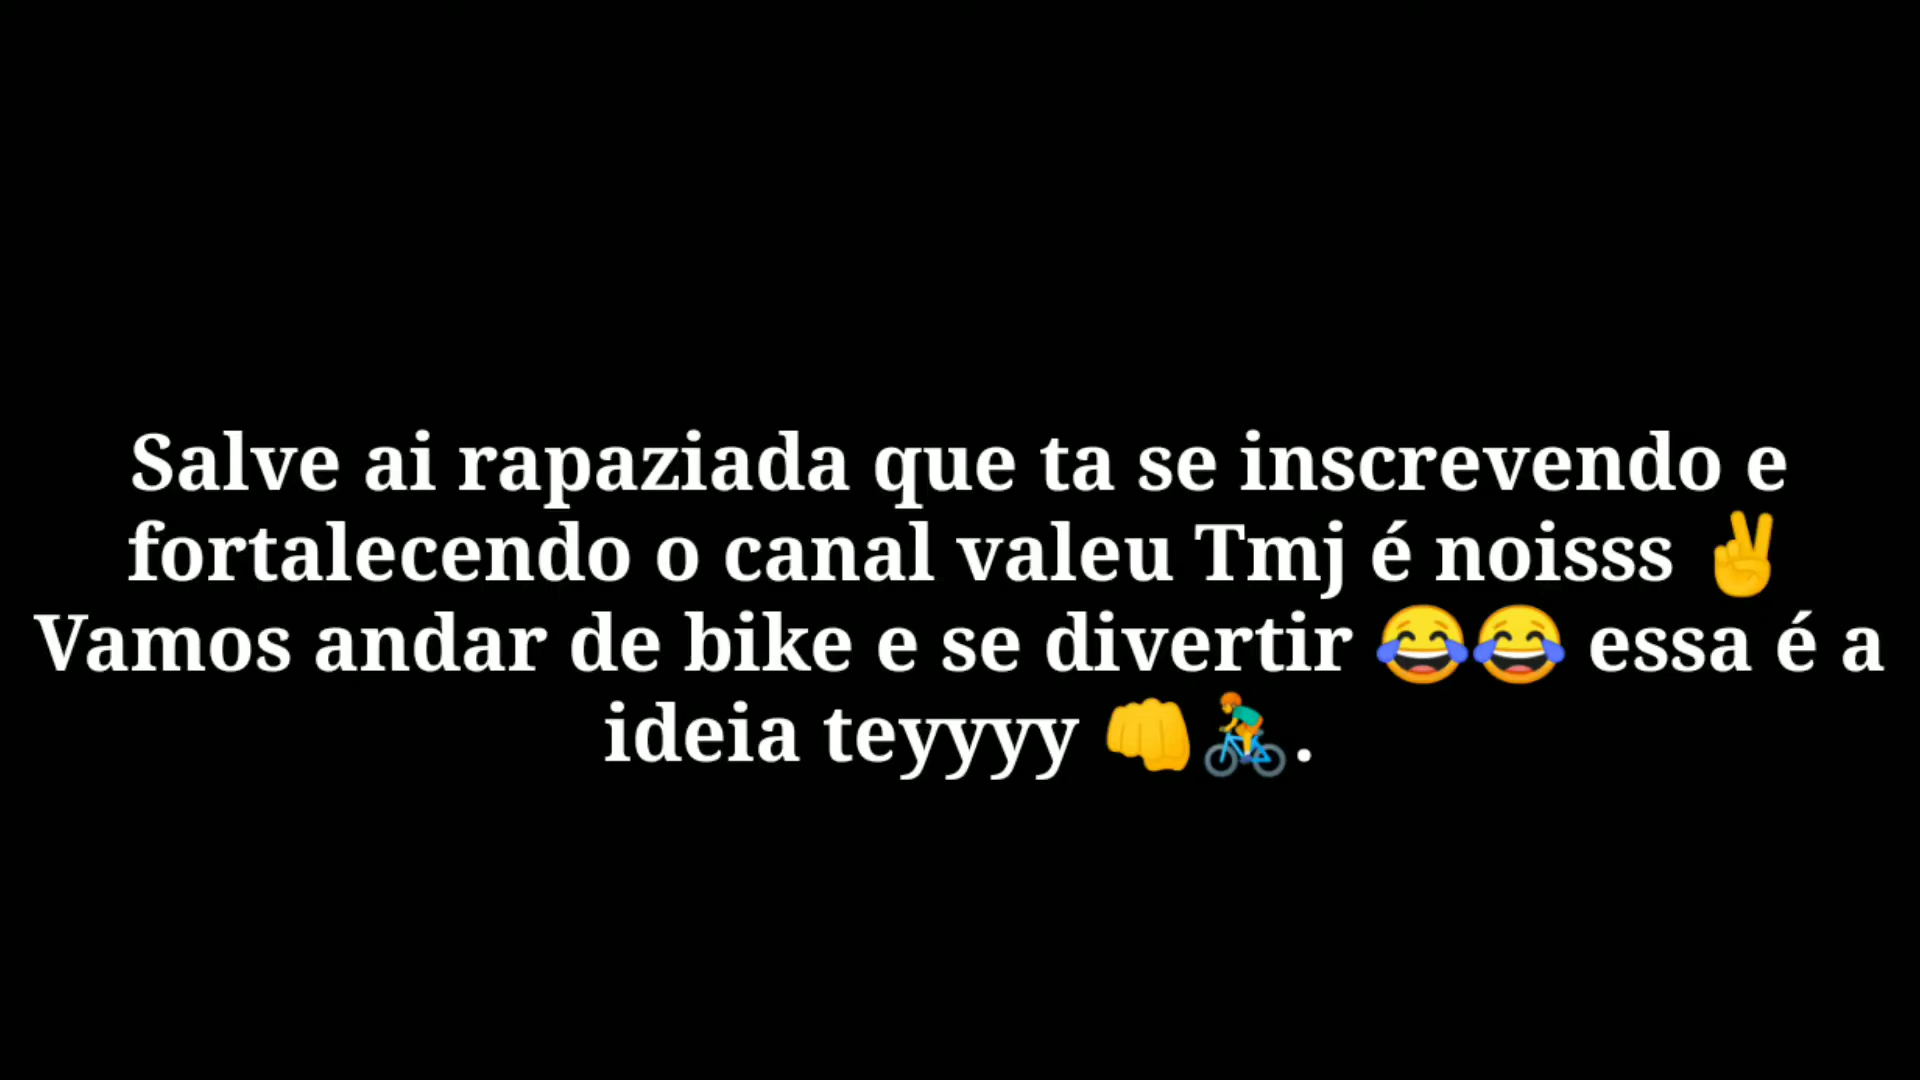 Salve ai rapaziada que ta se inscrevendo e
fortalecendo o canal valeu Tmj é noisss ✌
Vamos andar de bike e se divertir 😂😂 essa é a
ideia teyyyy 👊🚴.